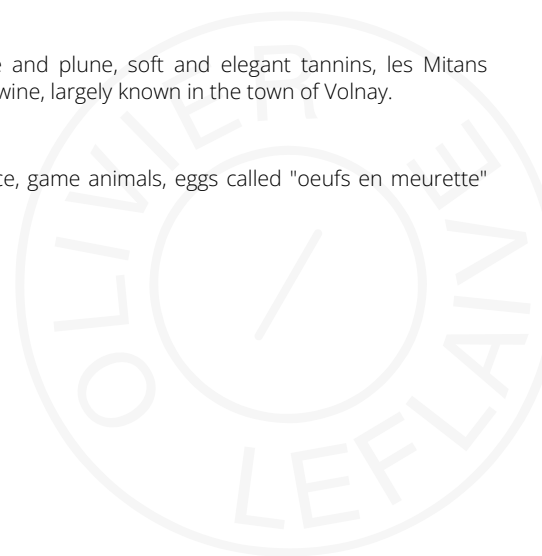 and plune, soft and elegant tannins, les Mitans
wine, largely known in the town of Volnay.
game animals, eggs called "oeufs en meurette"
OLIVIER
LEFLAIVE